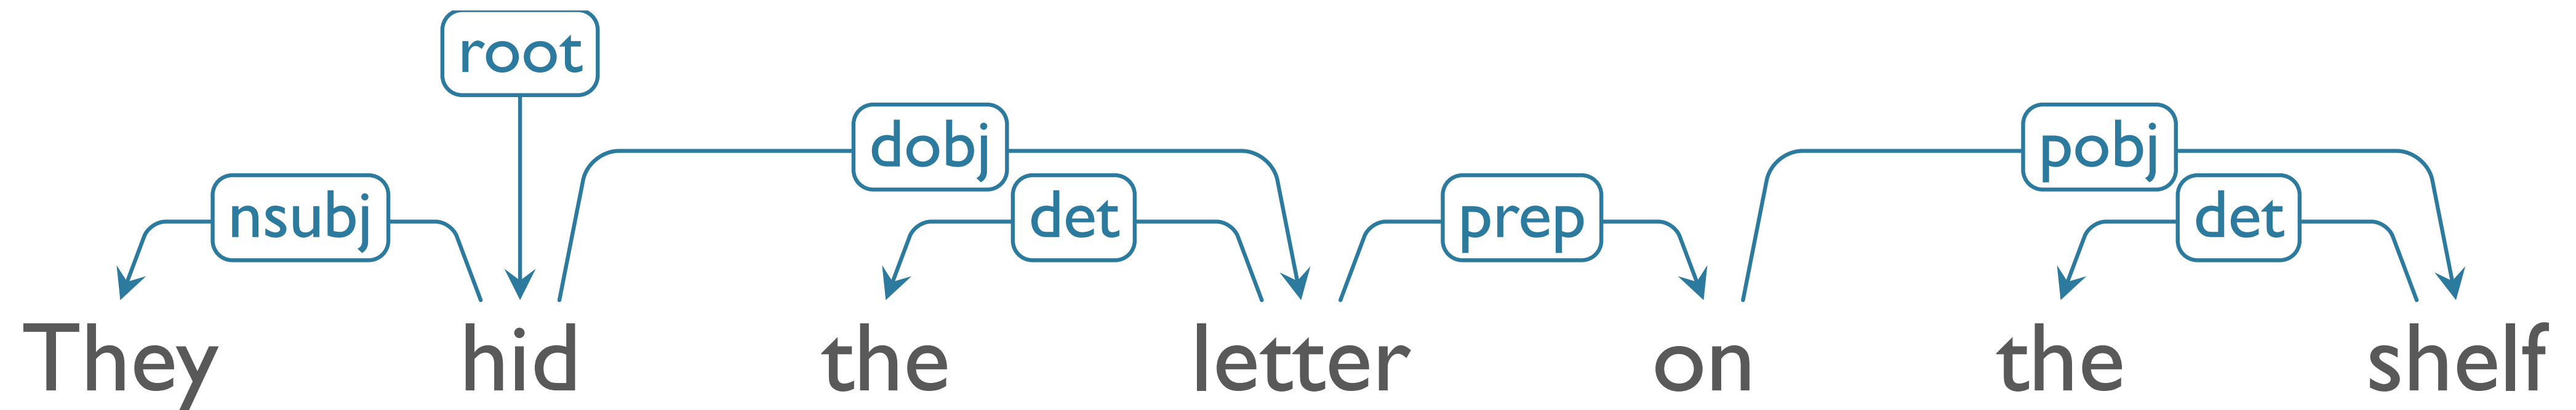 root
dobj pobj
nsubj det prep det
They hid the letter on the shelf